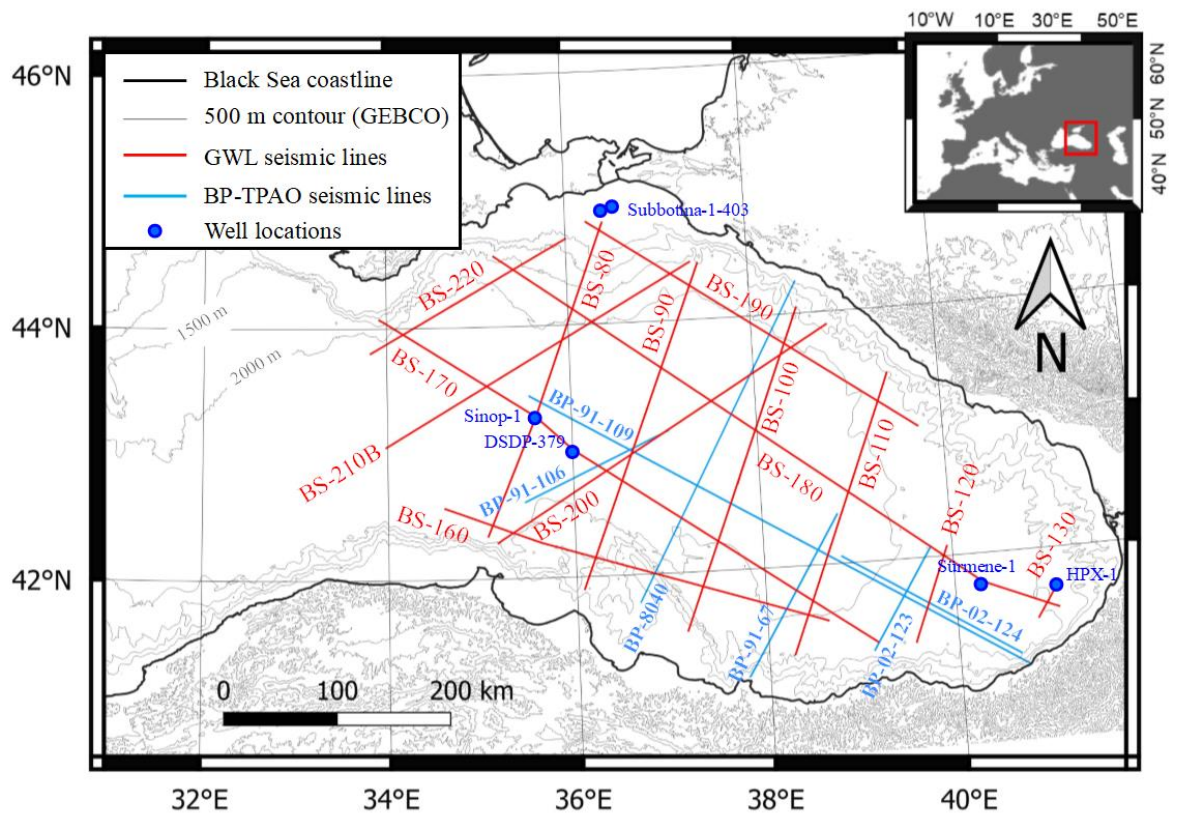 10°W 10°E 30°E 50°E
60°N
50°N
40°N
46°N
44°N
42°N
Black Sea coastline
500 m contour (GEBCO)
GWL seismic lines
BP-TPAO seismic lines
Well locations
Subbotina-1-403
BS-220
BS-80
BS-90
BS-190
1500 m
2000 m
N
BS-170
BS-100
BP-91-109
Sinop-1
DSDP-379
BS-110
BS-210B
BP-91-106
BS-200
BS-180
BS-120
BS-160
BS-130
Surmene-1
HPX-1
BP-8040
BP-91-67
BP-02-123
BP-02-124
0 100 200 km
32°E 34°E 36°E 38°E 40°E